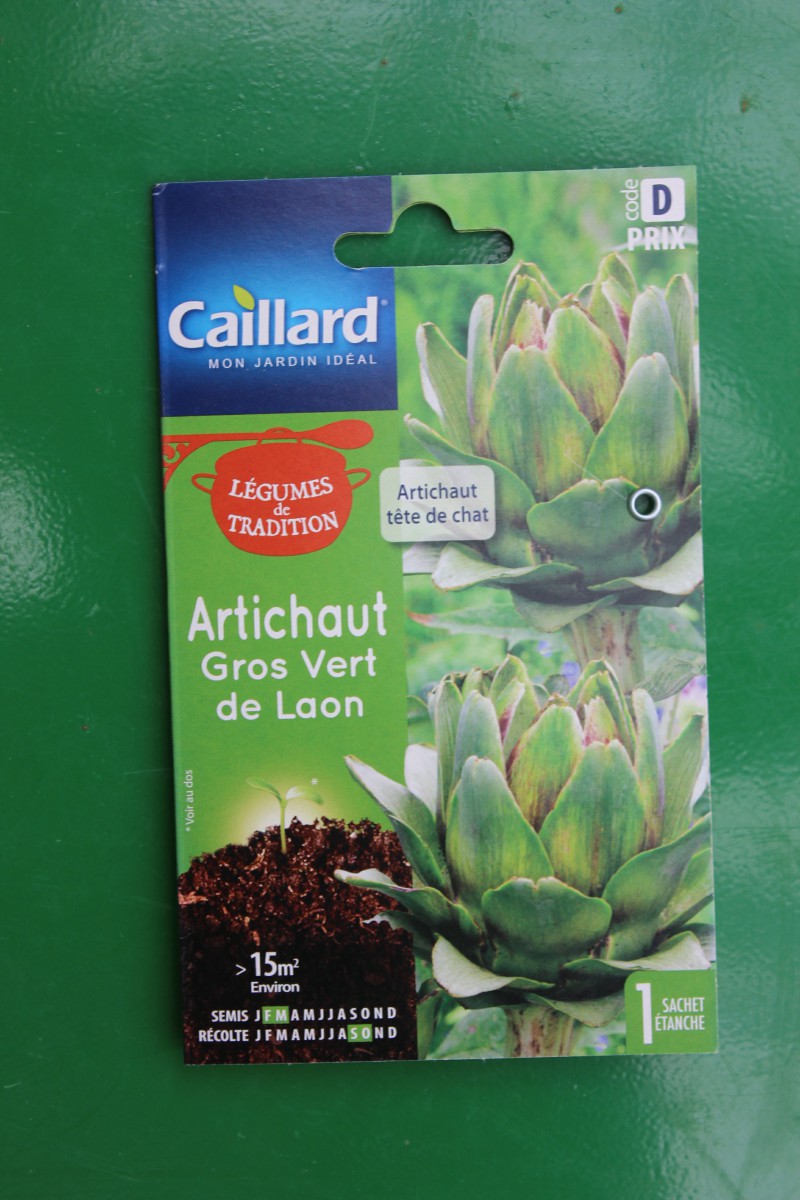 code D
PRIX
Caillard®
MON JARDIN IDÉAL
LÉGUMES
de
TRADITION
Artichaut
tête de chat
Artichaut
Gros Vert
de Laon
* Voir au dos
*
> 15m²
Environ
SEMIS J F M A M J J A S O N D
RÉCOLTE J F M A M J J A S O N D
1 SACHET
ÉTANCHE